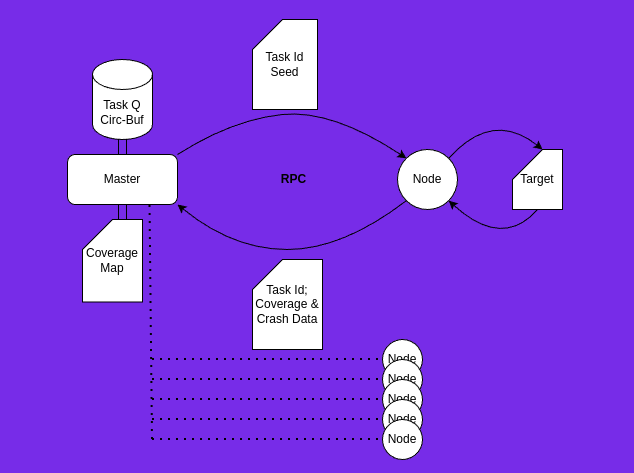 Task Id
Seed
Task Q
Circ-Buf
Master
RPC
Node
Target
Coverage
Map
Task Id;
Coverage &
Crash Data
Node
Node
Node
Node
Node